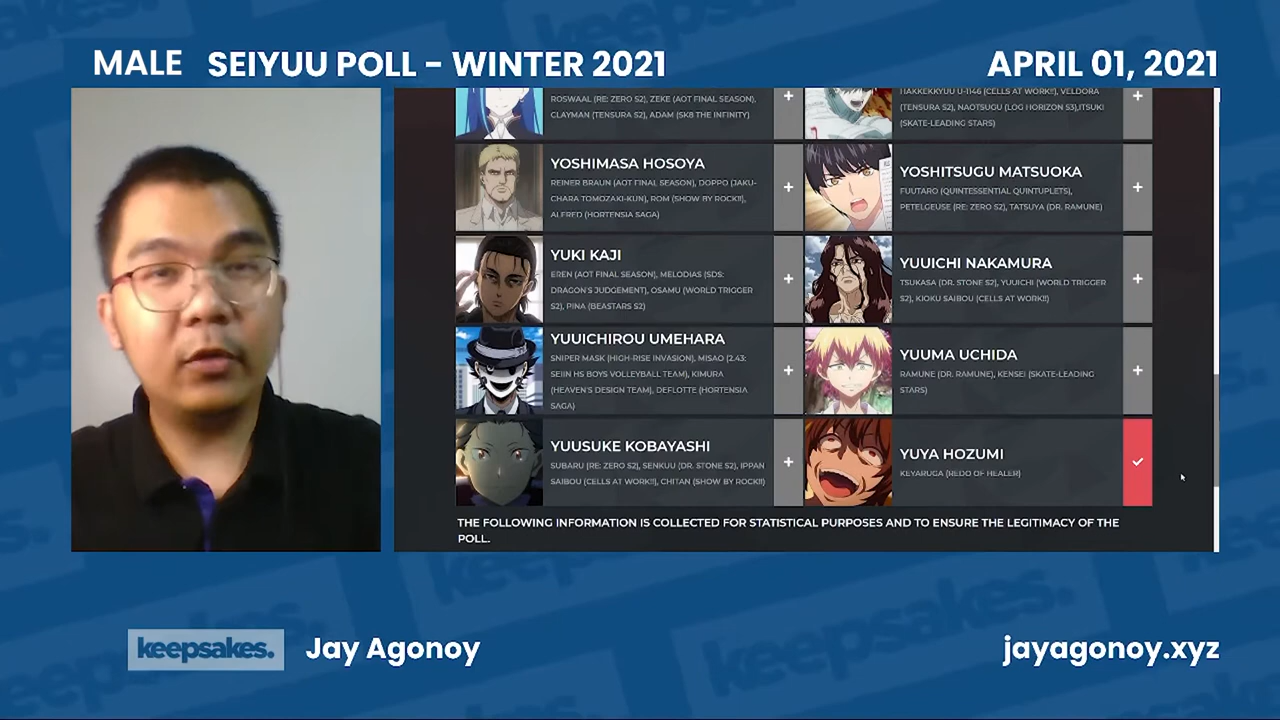 MALE SEIYUU POLL - WINTER 2021
APRIL 01, 2021
ROSWAAL (RE: ZERO S2), ZEKE (AOT FINAL SEASON),
CLAYMAN (TENSURA S2), ADAM (SK8 THE INFINITY)
HAKKEKKYUU U-1146 (CELLS AT WORK!!), VELDORA
(TENSURA S2), NAOTSUGU (LOG HORIZON S3),ITSUKI
(SKATE-LEADING STARS)
YOSHIMASA HOSOYA
REINER BRAUN (AOT FINAL SEASON), DOPPO (JAKU-
CHARA TOMOZAKI-KUN), ROM (SHOW BY ROCK!!),
ALFRED (HORTENSIA SAGA)
YOSHITSUGU MATSUOKA
FUUTARO (QUINTESSENTIAL QUINTUPLETS),
PETELGEUSE (RE: ZERO S2), TATSUYA (DR. RAMUNE)
YUKI KAJI
EREN (AOT FINAL SEASON), MELODIAS (SDS:
DRAGON'S JUDGEMENT), OSAMU (WORLD TRIGGER
S2), PINA (BEASTARS S2)
YUUICHI NAKAMURA
TSUKASA (DR. STONE S2), YUUICHI (WORLD TRIGGER
S2), KIOKU SAIBOU (CELLS AT WORK!!)
YUUICHIROU UMEHARA
SNIPER MASK (HIGH-RISE INVASION), MISAO (2.43:
SEIIN HS BOYS VOLLEYBALL TEAM), KIMURA
(HEAVEN'S DESIGN TEAM), DEFLOTTE (HORTENSIA
SAGA)
YUUMA UCHIDA
RAMUNE (DR. RAMUNE), KENSEI (SKATE-LEADING
STARS)
YUUSUKE KOBAYASHI
SUBARU (RE: ZERO S2), SENKUU (DR. STONE S2), IPPAN
SAIBOU (CELLS AT WORK!!), CHITAN (SHOW BY ROCK!!)
YUYA HOZUMI
KEYARUGA (REDO OF HEALER)
THE FOLLOWING INFORMATION IS COLLECTED FOR STATISTICAL PURPOSES AND TO ENSURE THE LEGITIMACY OF THE
POLL.
keepsakes.
Jay Agonoy
jayagonoy.xyz